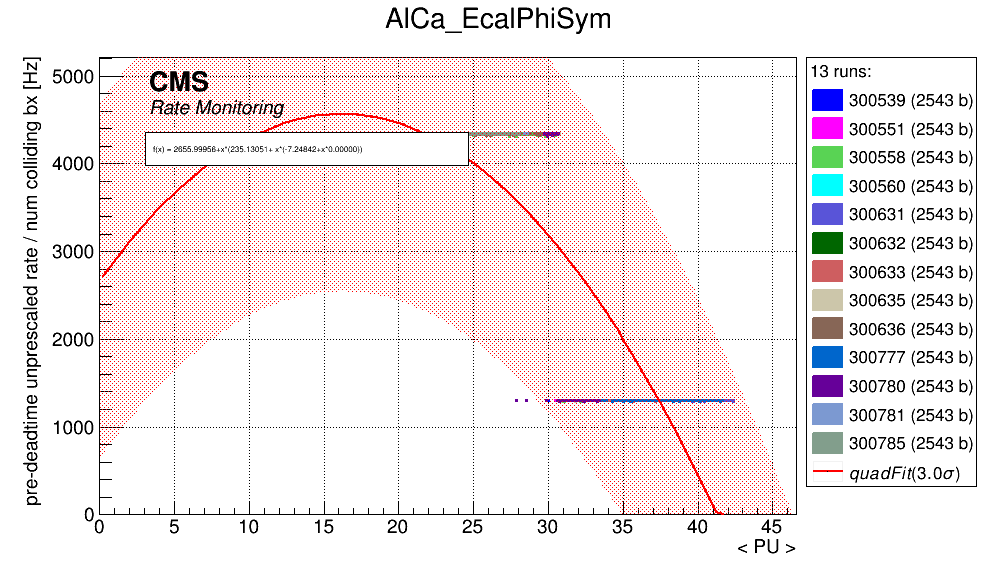 AlCa_EcalPhiSym
pre-deadtime unprescaled rate / num colliding bx [Hz]
5000
4000
3000
2000
1000
0
CMS
Rate Monitoring
f(x) = 2655.99958+x*(235.13051+ x*(-7.24842+x*0.00000))
0 5 10 15 20 25 30 35 40 45
< PU >
13 runs:
300539 (2543 b)
300551 (2543 b)
300558 (2543 b)
300560 (2543 b)
300631 (2543 b)
300632 (2543 b)
300633 (2543 b)
300635 (2543 b)
300636 (2543 b)
300777 (2543 b)
300780 (2543 b)
300781 (2543 b)
300785 (2543 b)
quadFit(3.0σ)